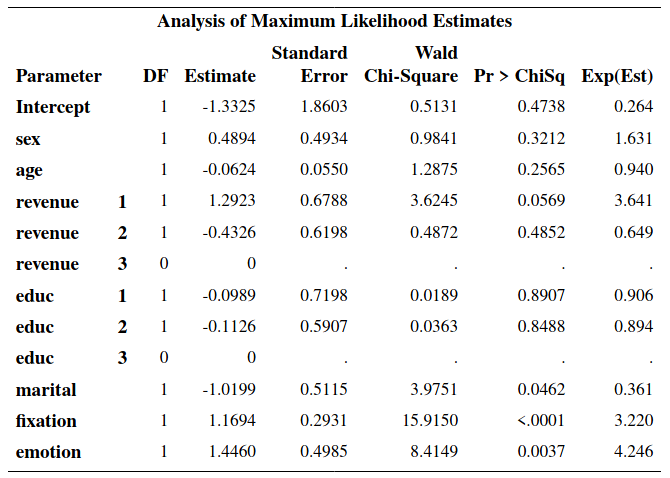 Analysis of Maximum Likelihood Estimates
Parameter DF Estimate Standard Error Wald Chi-Square Pr > ChiSq Exp(Est)
Intercept 1 -1.3325 1.8603 0.5131 0.4738 0.264
sex 1 0.4894 0.4934 0.9841 0.3212 1.631
age 1 -0.0624 0.0550 1.2875 0.2565 0.940
revenue 1 1 1.2923 0.6788 3.6245 0.0569 3.641
revenue 2 1 -0.4326 0.6198 0.4872 0.4852 0.649
revenue 3 0 0 . . . .
educ 1 1 -0.0989 0.7198 0.0189 0.8907 0.906
educ 2 1 -0.1126 0.5907 0.0363 0.8488 0.894
educ 3 0 0 . . . .
marital 1 -1.0199 0.5115 3.9751 0.0462 0.361
fixation 1 1.1694 0.2931 15.9150 <.0001 3.220
emotion 1 1.4460 0.4985 8.4149 0.0037 4.246